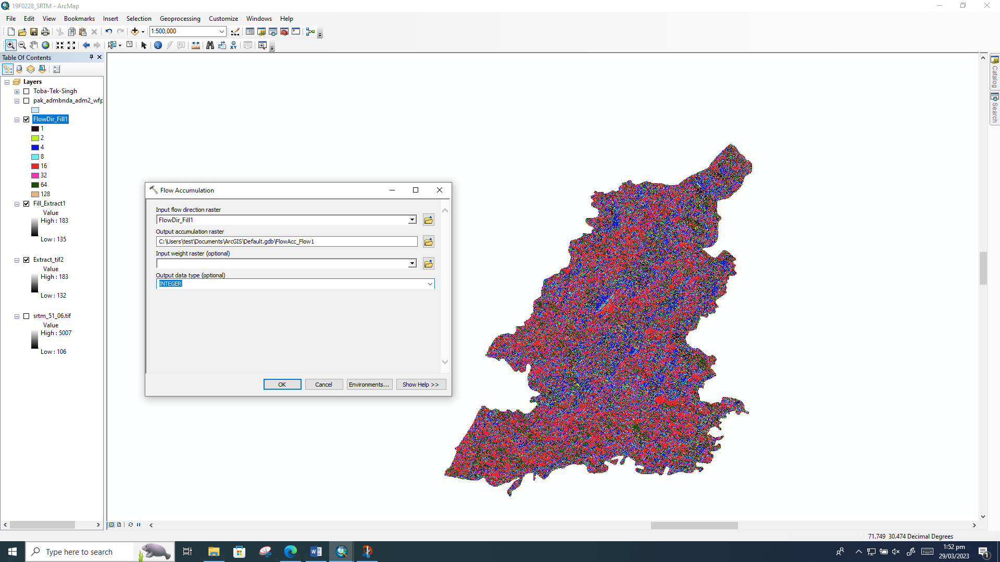 19F0228_SRTM - ArcMap
File Edit View Bookmarks Insert Selection Geoprocessing Customize Windows Help
1:500,000
Table Of Contents
Layers
Toba-Tek-Singh
pak_admbnda_adm2_wfp
FlowDir_Fill1
1
2
4
8
16
32
64
128
Fill_Extract1
Value
High : 183
Low : 135
Extract_tif2
Value
High : 183
Low : 132
srtm_51_06.tif
Value
High : 5007
Low : 106
Flow Accumulation
Input flow direction raster
FlowDir_Fill1
Output accumulation raster
C:\Users\test\Documents\ArcGIS\Default.gdb\FlowAcc_Flow1
Input weight raster (optional)
Output data type (optional)
INTEGER
OK Cancel Environments... Show Help >>
Catalog
Search
71.749 30.474 Decimal Degrees
Type here to search
1:52 pm
29/03/2023
1